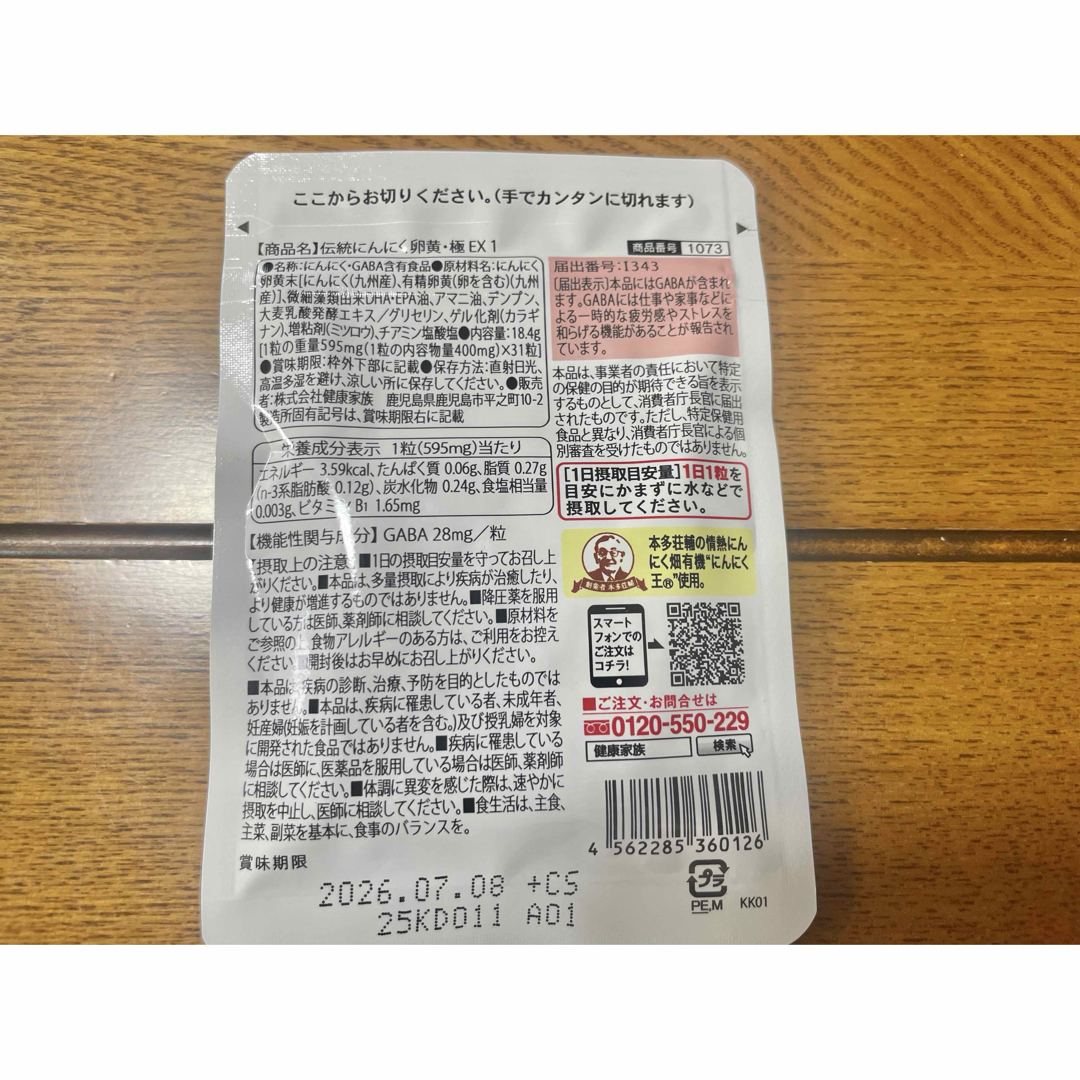 ここからお切りください。(手でカンタンに切れます)
【商品名】伝統にんにく卵黄・極 EX 1
商品番号 1073
●名称:にんにく・GABA含有食品●原材料名:にんにく
卵黄末[にんにく(九州産)、有精卵黄(卵を含む)(九州
産)]、微細藻類由来DHA・EPA油、アマニ油、デンプン、
大麦乳酸発酵エキス/グリセリン、ゲル化剤(カラギ
ナン)、増粘剤(ミツロウ)、チアミン塩酸塩●内容量:18.4g
[1粒の重量595mg(1粒の内容物量400mg)×31粒]
●賞味期限:枠外下部に記載●保存方法:直射日光、
高温多湿を避け、涼しい所に保存してください。●販売
者:株式会社健康家族 鹿児島県鹿児島市平之町10-2
製造所固有記号は、賞味期限右に記載
栄養成分表示 1粒(595mg)当たり
エネルギー 3.59kcal、たんぱく質 0.06g、脂質 0.27g
(n-3系脂肪酸 0.12g)、炭水化物 0.24g、食塩相当量
0.003g、ビタミン B1 1.65mg
【機能性関与成分】 GABA 28mg/粒
【摂取上の注意】■1日の摂取目安量を守ってお召し上
がりください。■本品は、多量摂取により疾病が治癒したり、
より健康が増進するものではありません。■降圧薬を服用
している方は医師、薬剤師に相談してください。■原材料を
ご参照の上、食物アレルギーのある方は、ご利用をお控え
ください。■開封後はお早めにお召し上がりください。
■本品は、疾病の診断、治療、予防を目的としたものでは
ありません。■本品は、疾病に罹患している者、未成年者、
妊産婦(妊娠を計画している者を含む。)及び授乳婦を対象
に開発された食品ではありません。■疾病に罹患している
場合は医師に、医薬品を服用している場合は医師、薬剤師
に相談してください。■体調に異変を感じた際は、速やかに
摂取を中止し、医師に相談してください。■食生活は、主食、
主菜、副菜を基本に、食事のバランスを。
届出番号:I343
[届出表示]本品にはGABAが含まれ
ます。GABAには仕事や家事などに
よる一時的な疲労感やストレスを
和らげる機能があることが報告され
ています。
本品は、事業者の責任において特定
の保健の目的が期待できる旨を表示
するものとして、消費者庁長官に届出
されたものです。ただし、特定保健用
食品と異なり、消費者庁長官による個
別審査を受けたものではありません。
【1日摂取目安量】1日1粒を
目安にかまずに水などで
摂取してください。
本多荘輔の情熱にん
にく畑有機"にんにく
王®"使用。
創業者 本多荘輔
スマート
フォンでの
ご注文は
コチラ!
■ご注文・お問合せは
0120-550-229
健康家族 検索
4 562285 360126
プラ
PE,M
KK01
賞味期限
2026.07.08 +CS
25KD011 A01